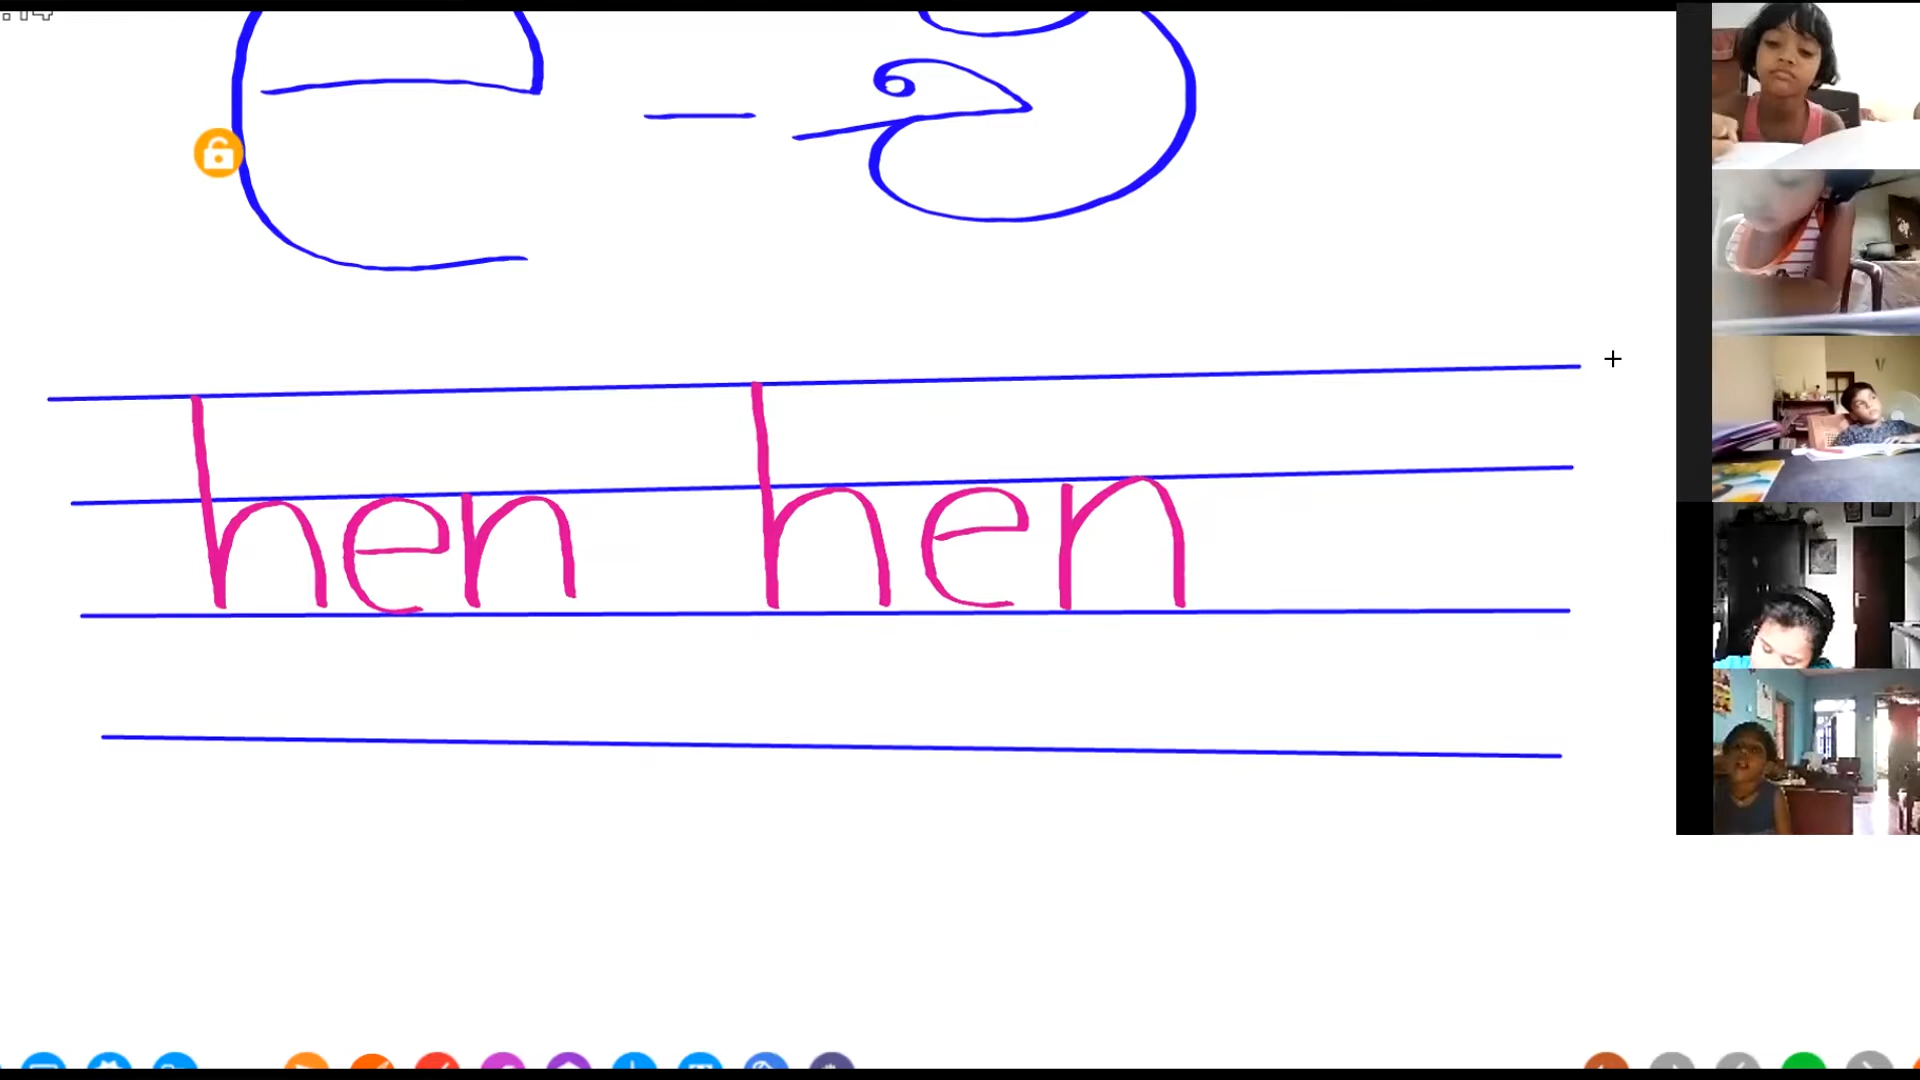 e – එ
hen hen